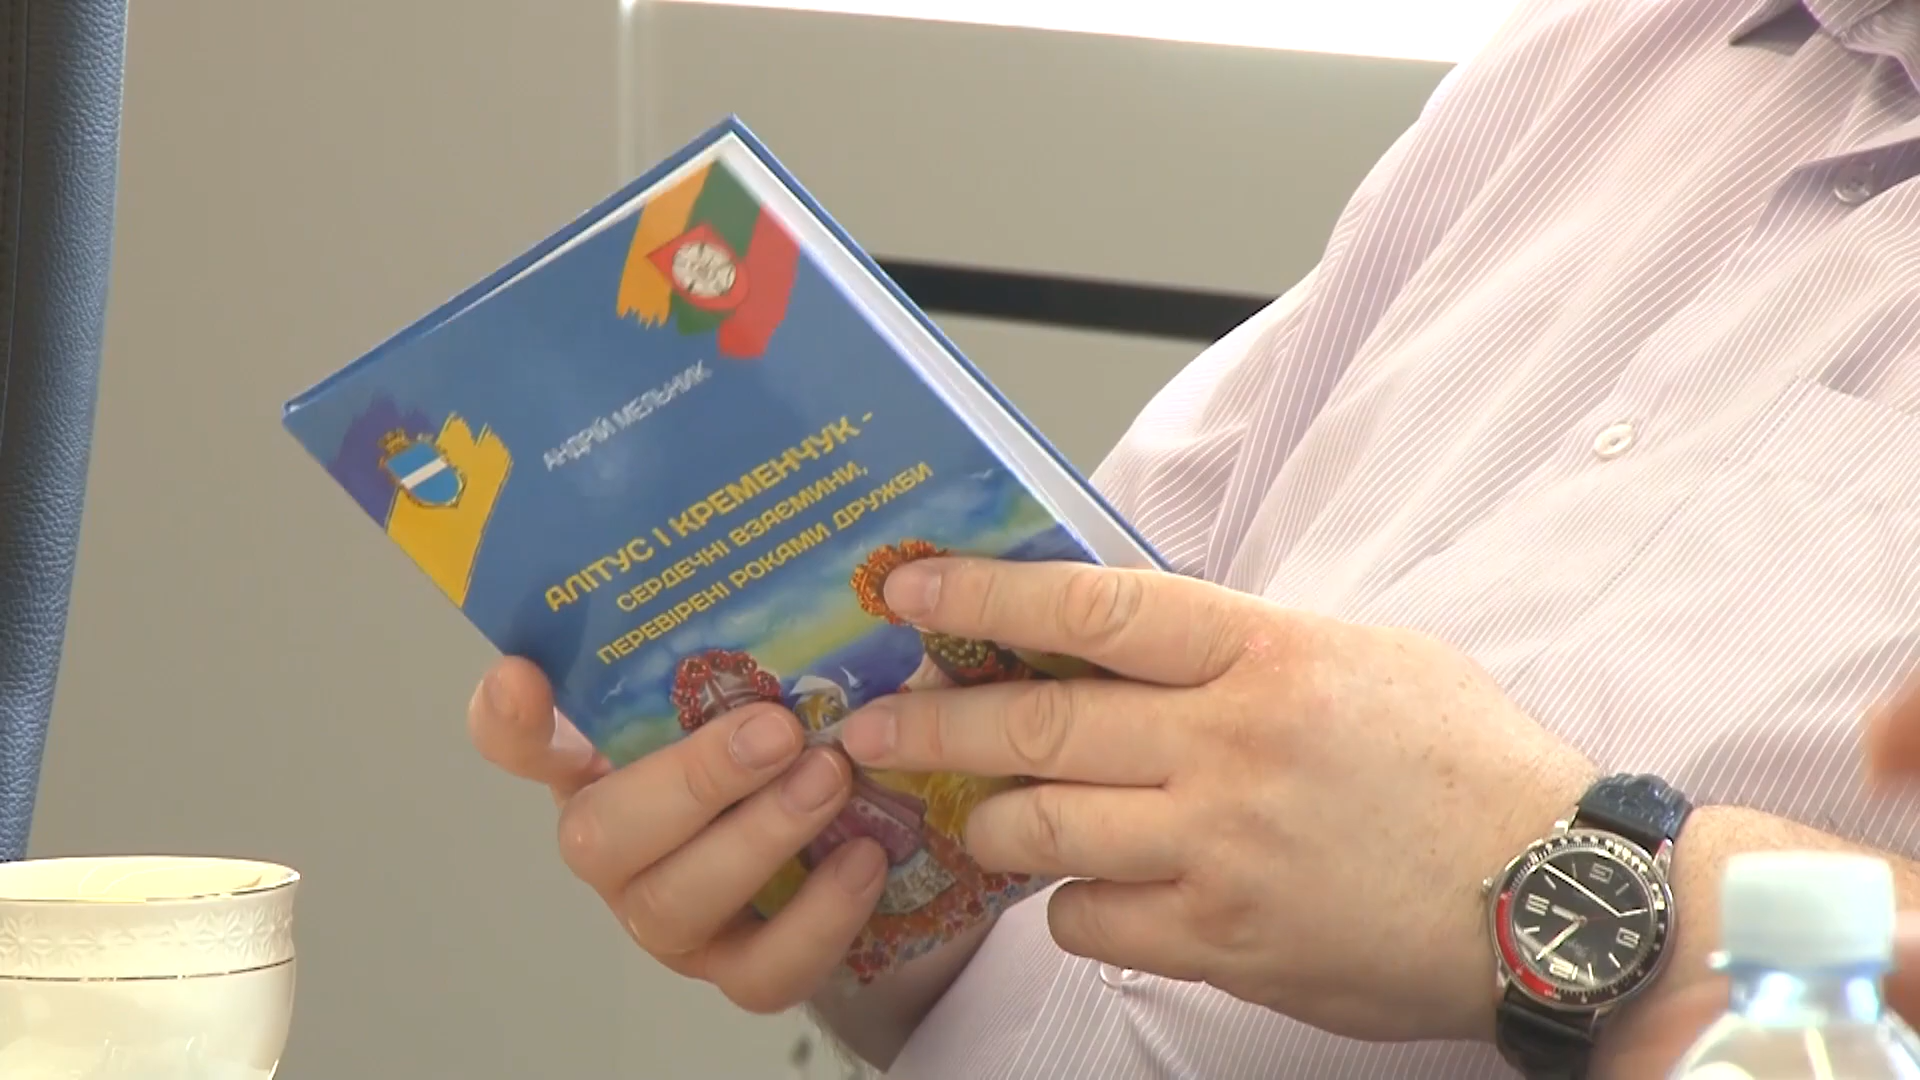 АНДРІЙ МЕЛЬНИК
АЛІТУС І КРЕМЕНЧУК -
СЕРДЕЧНІ ВЗАЄМИНИ,
ПЕРЕВІРЕНІ РОКАМИ ДРУЖБИ